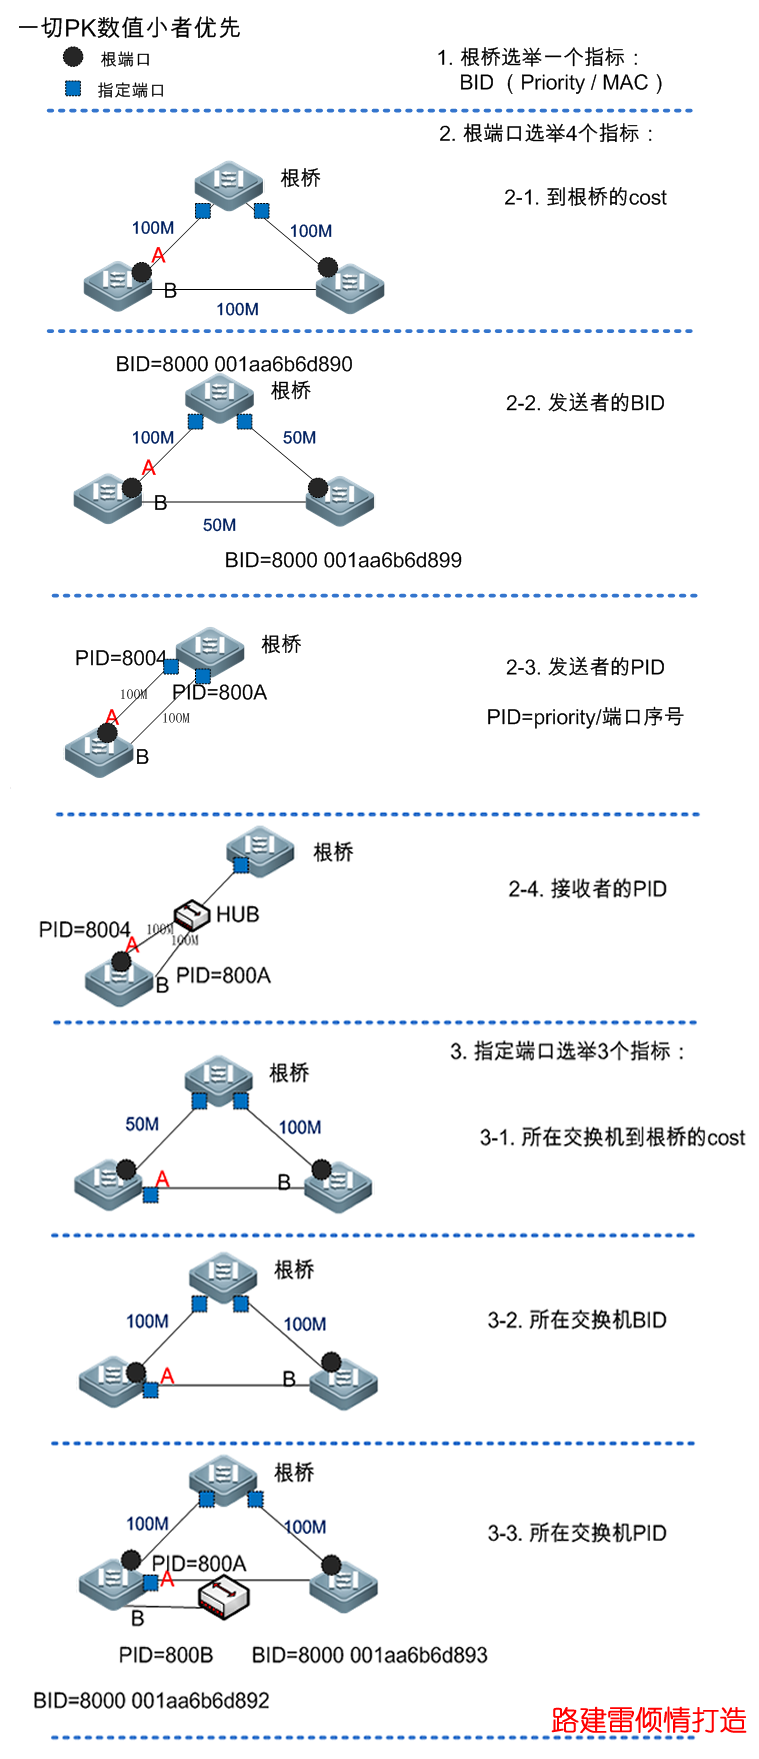 一切PK数值小者优先
根端口
指定端口
1. 根桥选举一个指标：
BID （Priority / MAC）
2. 根端口选举4个指标：
根桥
2-1. 到根桥的cost
100M
100M
A
B
100M
BID=8000 001aa6b6d890
根桥
2-2. 发送者的BID
100M
50M
A
B
50M
BID=8000 001aa6b6d899
根桥
PID=8004
2-3. 发送者的PID
100M
PID=800A
A
100M
PID=priority/端口序号
B
根桥
2-4. 接收者的PID
HUB
PID=8004
100M
100M
A
B
PID=800A
3. 指定端口选举3个指标：
根桥
50M
100M
3-1. 所在交换机到根桥的cost
A
B
根桥
100M
100M
3-2. 所在交换机BID
A
B
根桥
100M
100M
3-3. 所在交换机PID
PID=800A
A
B
PID=800B
BID=8000 001aa6b6d893
BID=8000 001aa6b6d892
路建雷倾情打造